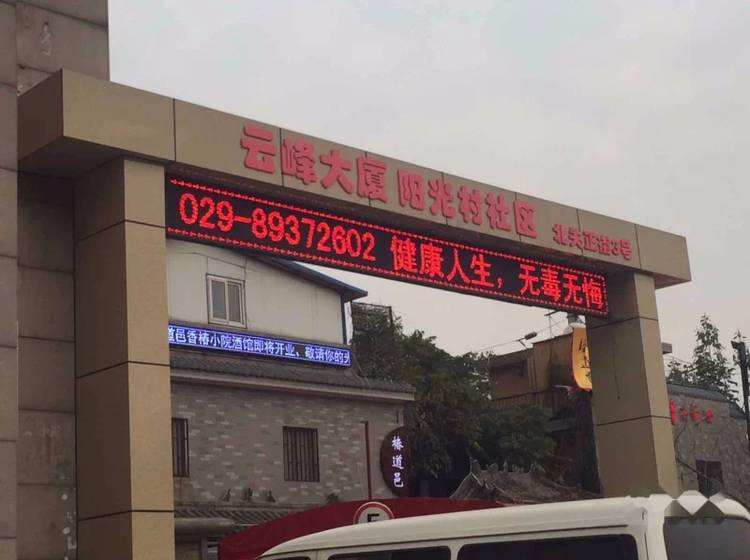 云峰大厦 阳光村社区 北关正街3号
029-89372602 健康人生，无毒无悔
道邑香椿小院酒馆即将开业、敬请你的光
椿道邑